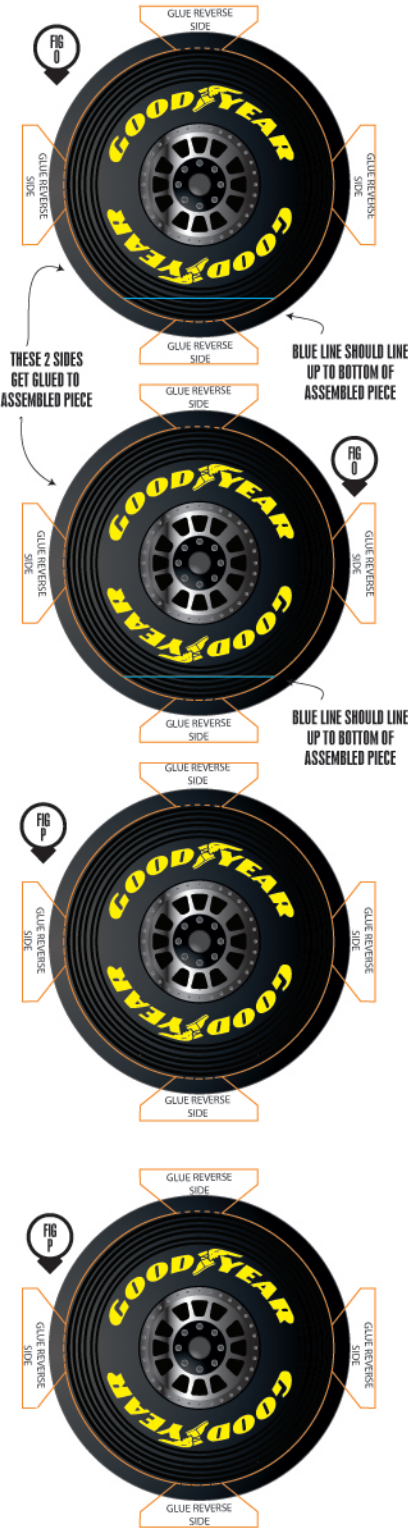 GLUE REVERSE
SIDE
FIG
O
GOODYEAR
GLUE REVERSE
SIDE
GLUE REVERSE
SIDE
GOODYEAR
GLUE REVERSE
SIDE
THESE 2 SIDES
GET GLUED TO
ASSEMBLED PIECE
BLUE LINE SHOULD LINE
UP TO BOTTOM OF
ASSEMBLED PIECE
GLUE REVERSE
SIDE
FIG
O
GOODYEAR
GLUE REVERSE
SIDE
GLUE REVERSE
SIDE
GOODYEAR
GLUE REVERSE
SIDE
BLUE LINE SHOULD LINE
UP TO BOTTOM OF
ASSEMBLED PIECE
GLUE REVERSE
SIDE
FIG
P
GOODYEAR
GLUE REVERSE
SIDE
GLUE REVERSE
SIDE
GOODYEAR
GLUE REVERSE
SIDE
GLUE REVERSE
SIDE
FIG
P
GOODYEAR
GLUE REVERSE
SIDE
GLUE REVERSE
SIDE
GOODYEAR
GLUE REVERSE
SIDE